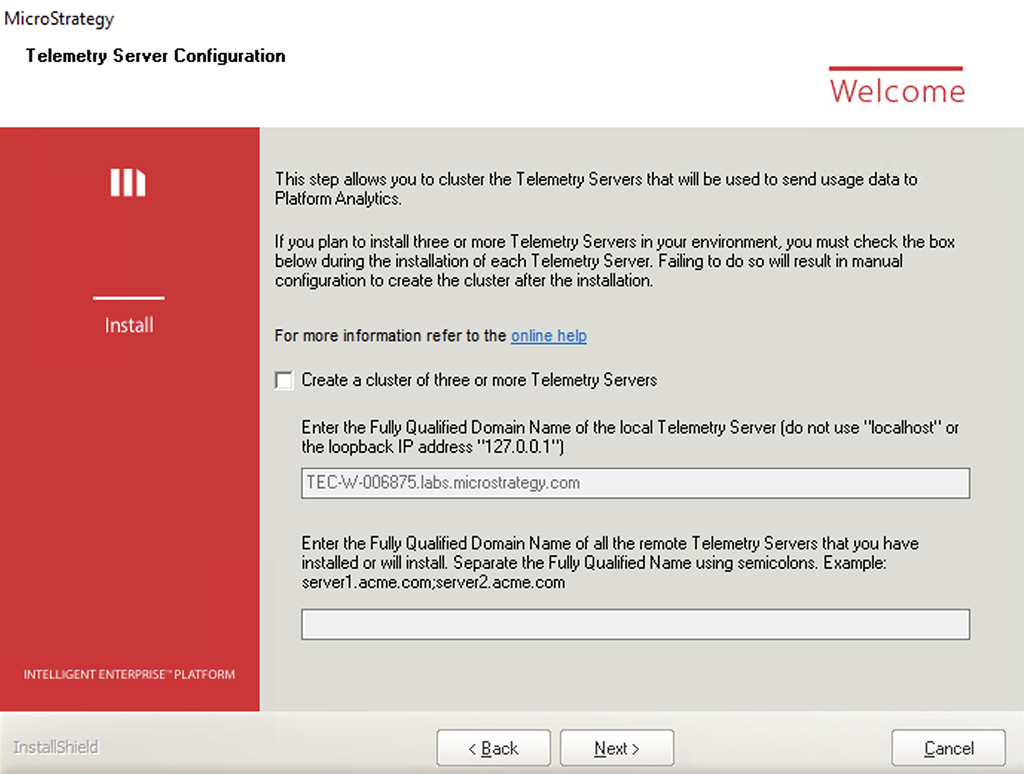 MicroStrategy
Telemetry Server Configuration
Welcome
This step allows you to cluster the Telemetry Servers that will be used to send usage data to
Platform Analytics.
If you plan to install three or more Telemetry Servers in your environment, you must check the box
below during the installation of each Telemetry Server. Failing to do so will result in manual
configuration to create the cluster after the installation.
Install
For more information refer to the online help
Create a cluster of three or more Telemetry Servers
Enter the Fully Qualified Domain Name of the local Telemetry Server (do not use "localhost" or
the loopback IP address "127.0.0.1")
TEC-W-006875.labs.microstrategy.com
Enter the Fully Qualified Domain Name of all the remote Telemetry Servers that you have
installed or will install. Separate the Fully Qualified Name using semicolons. Example:
server1.acme.com;server2.acme.com
INTELLIGENT ENTERPRISE™ PLATFORM
InstallShield
< Back
Next >
Cancel